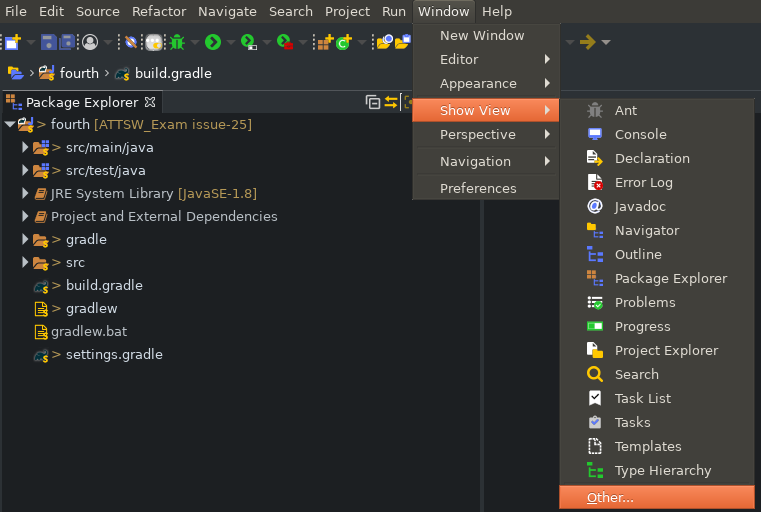 File Edit Source Refactor Navigate Search Project Run Window Help
New Window
Editor
Appearance
Show View
Perspective
Navigation
Preferences
fourth > build.gradle
Package Explorer
> fourth [ATTSW_Exam issue-25]
> src/main/java
> src/test/java
JRE System Library [JavaSE-1.8]
> Project and External Dependencies
> gradle
> src
> build.gradle
> gradlew
gradlew.bat
> settings.gradle
Ant
Console
Declaration
Error Log
Javadoc
Navigator
Outline
Package Explorer
Problems
Progress
Project Explorer
Search
Task List
Tasks
Templates
Type Hierarchy
Other...